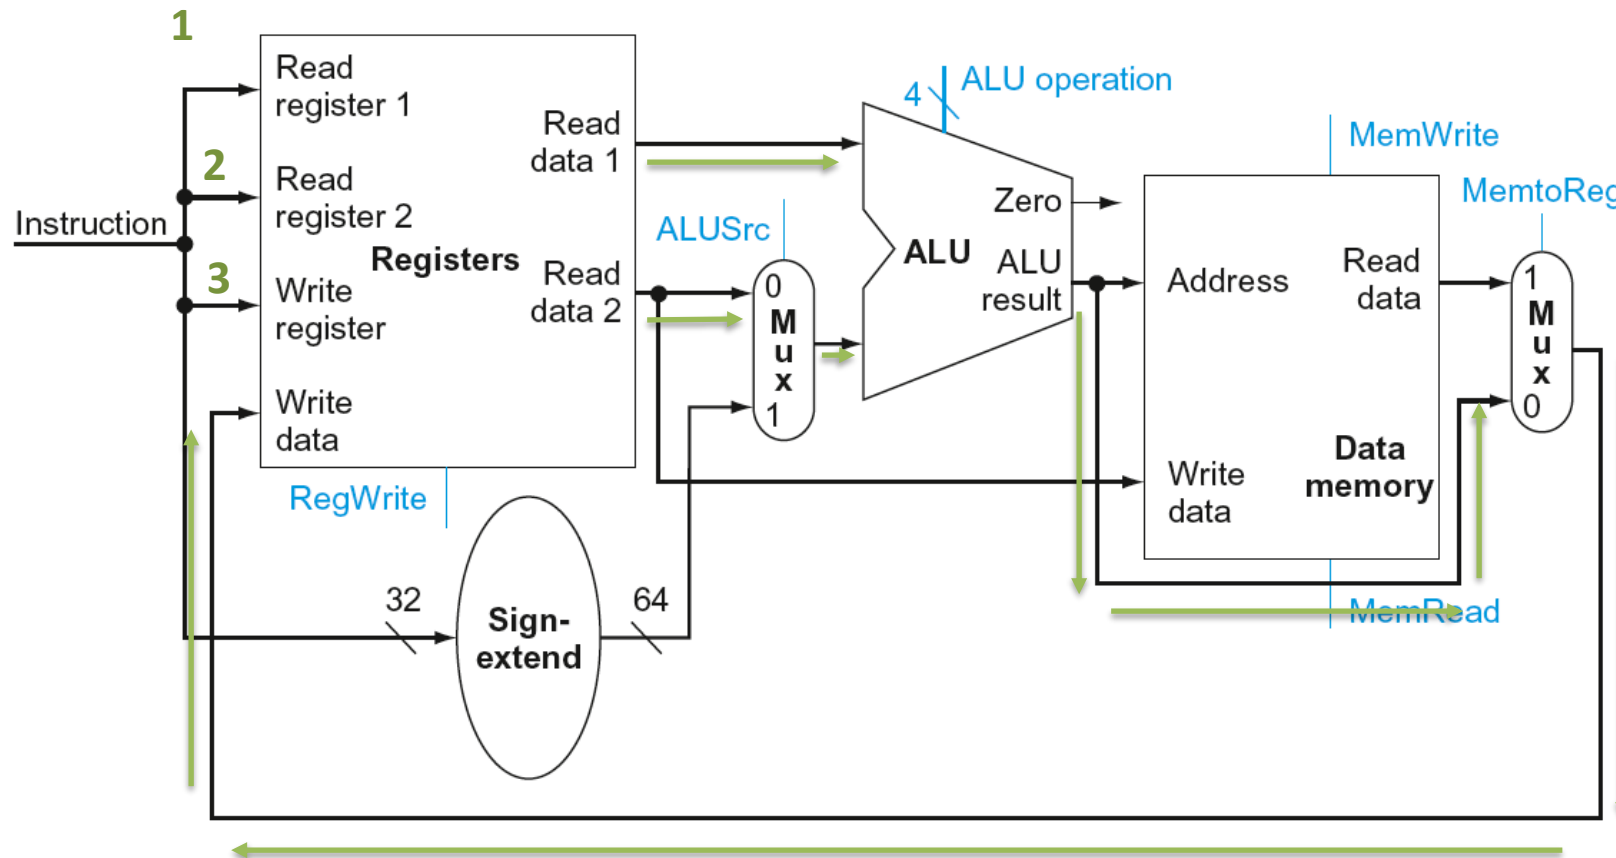 1
Read
register 1
2
Read
register 2
Instruction
3
Registers
Write
register
Write
data
Read
data 1
Read
data 2
RegWrite
ALUSrc
0
M
u
x
1
4
ALU operation
Zero
ALU
ALU
result
MemWrite
MemtoReg
Address
Read
data
Write
data
Data
memory
1
M
u
x
0
MemRead
32
Sign-
extend
64